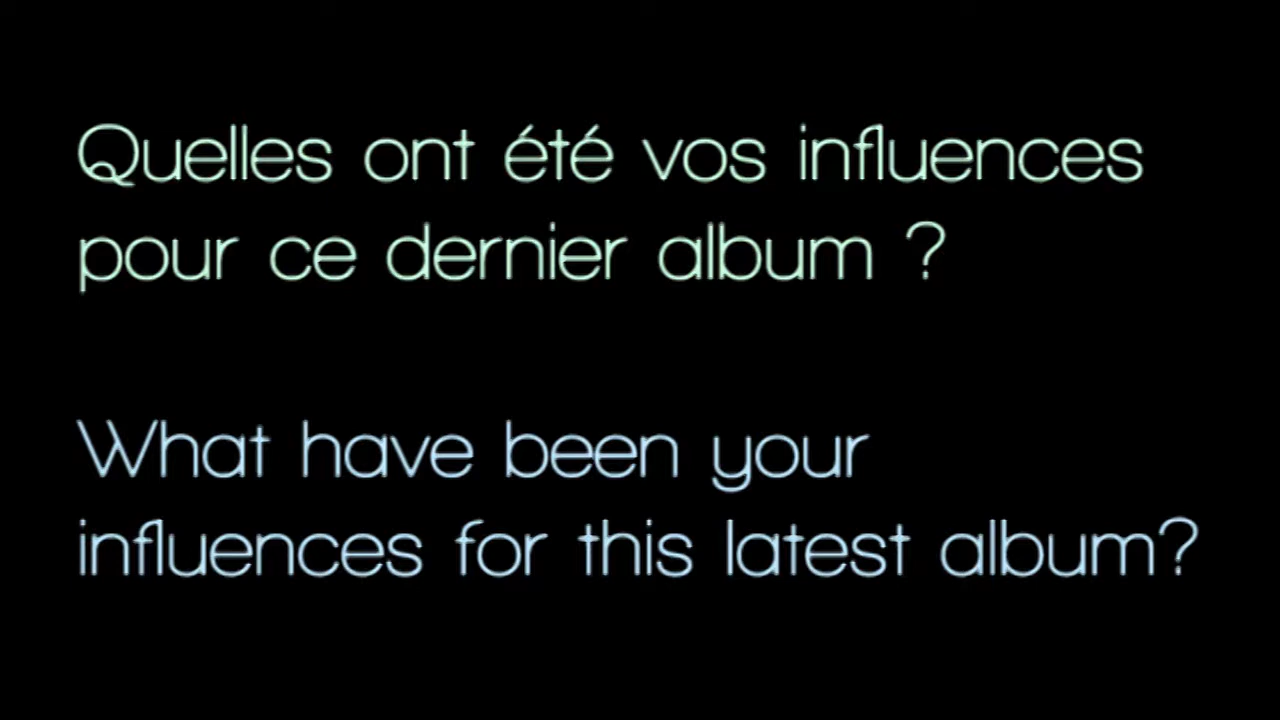 Quelles ont été vos influences
pour ce dernier album ?
What have been your
influences for this latest album?